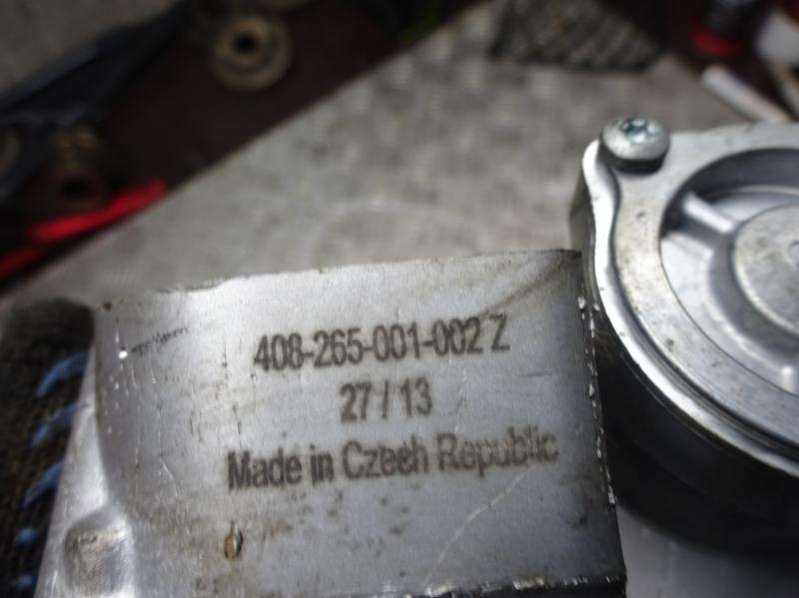 408-265-001-002 Z
27 / 13
Made in Czech Republic